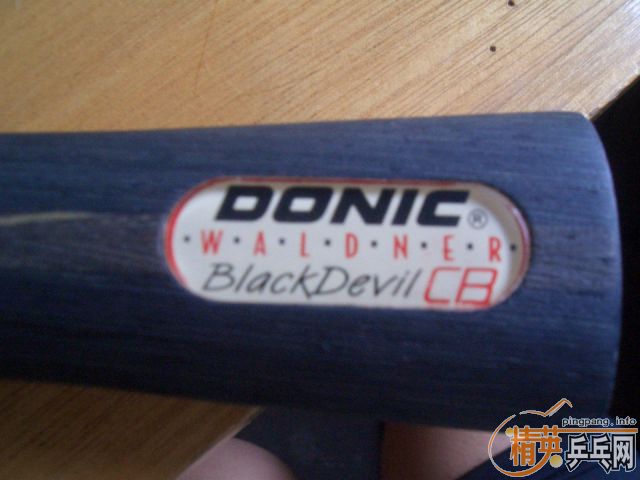 DONIC®
·W·A·L·D·N·E·R·
BlackDevil CB
pingpang.info
精英乒乓网